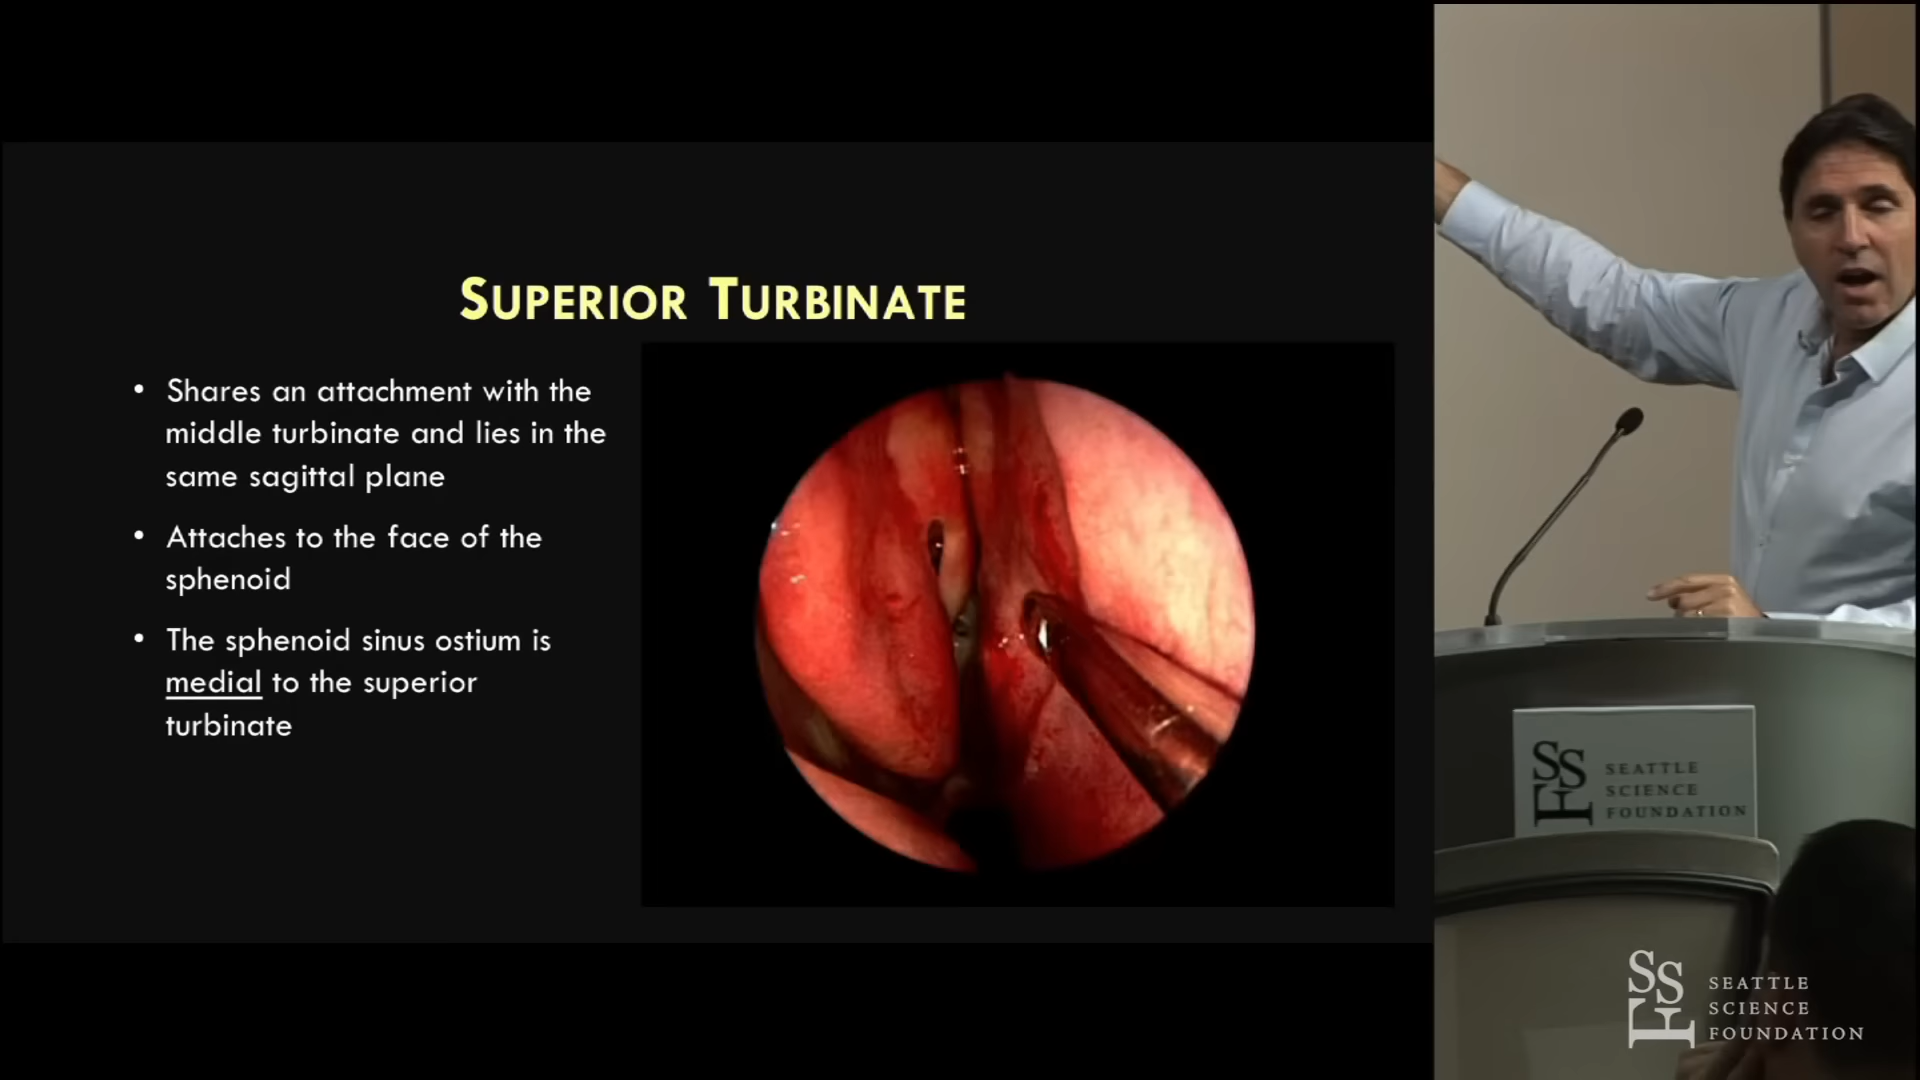 SUPERIOR TURBINATE
• Shares an attachment with the
middle turbinate and lies in the
same sagittal plane
• Attaches to the face of the
sphenoid
• The sphenoid sinus ostium is
medial to the superior
turbinate
SSF
SEATTLE
SCIENCE
FOUNDATION
SSF
SEATTLE
SCIENCE
FOUNDATION